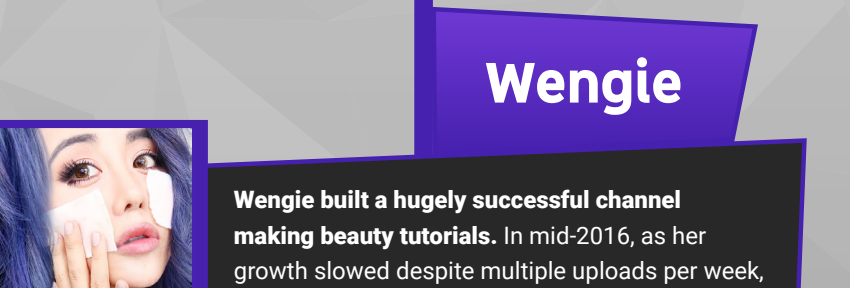 Wengie
Wengie built a hugely successful channel
making beauty tutorials. In mid-2016, as her
growth slowed despite multiple uploads per week,